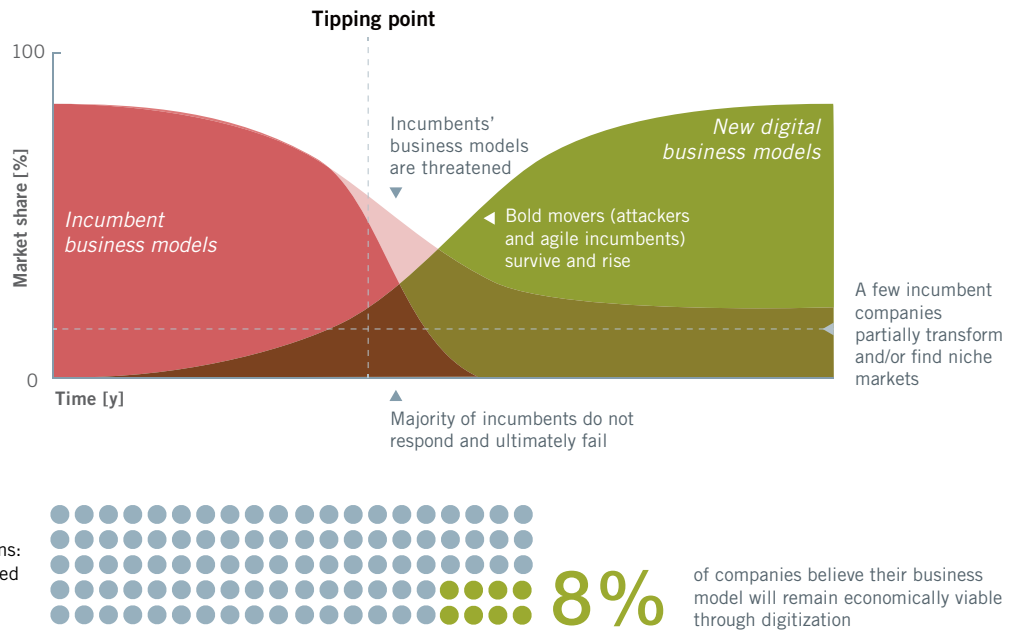 Tipping point
100
Incumbents’
business models
are threatened
New digital
business models
Market share [%]
Incumbent
business models
Bold movers (attackers
and agile incumbents)
survive and rise
A few incumbent
companies
partially transform
and/or find niche
markets
0
Time [y]
Majority of incumbents do not
respond and ultimately fail
8%
of companies believe their business
model will remain economically viable
through digitization